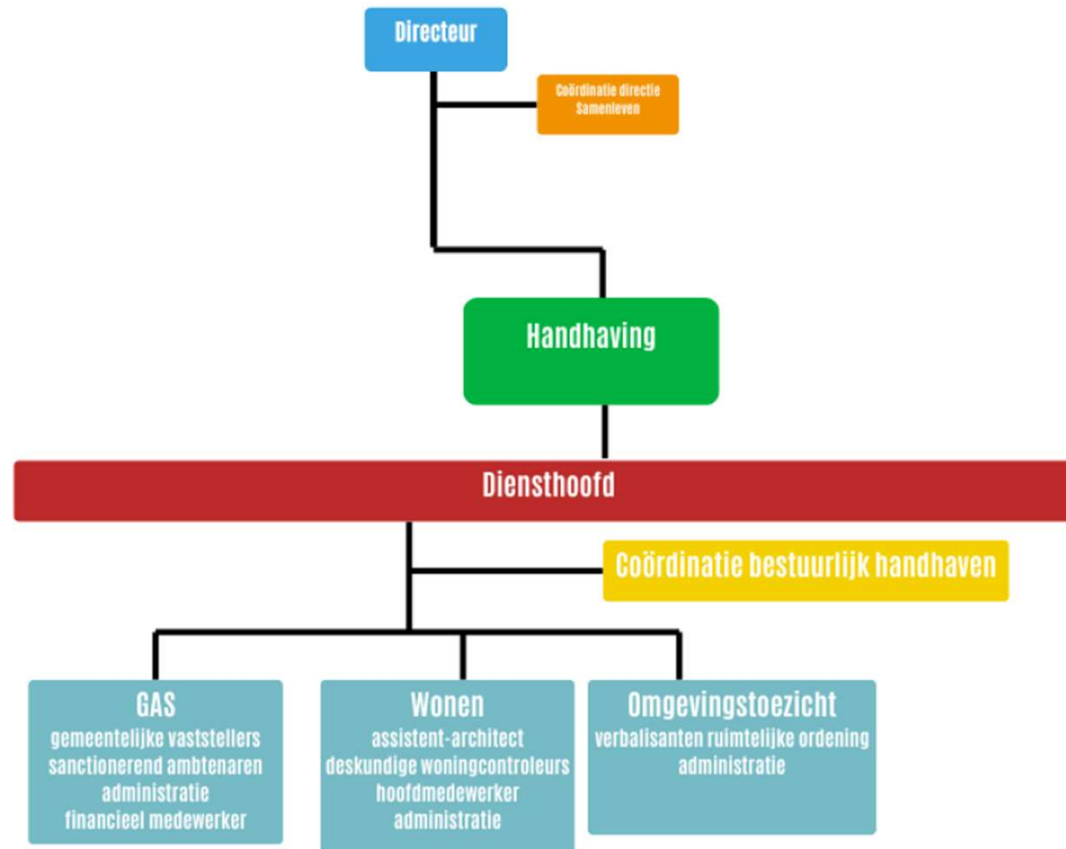 Directeur
Coördinatie directie
Samenleven
Handhaving
Diensthoofd
Coördinatie bestuurlijk handhaven
GAS
gemeentelijke vaststellers
sanctionerend ambtenaren
administratie
financieel medewerker
Wonen
assistent-architect
deskundige woningcontroleurs
hoofdmedewerker
administratie
Omgevingstoezicht
verbalisanten ruimtelijke ordening
administratie